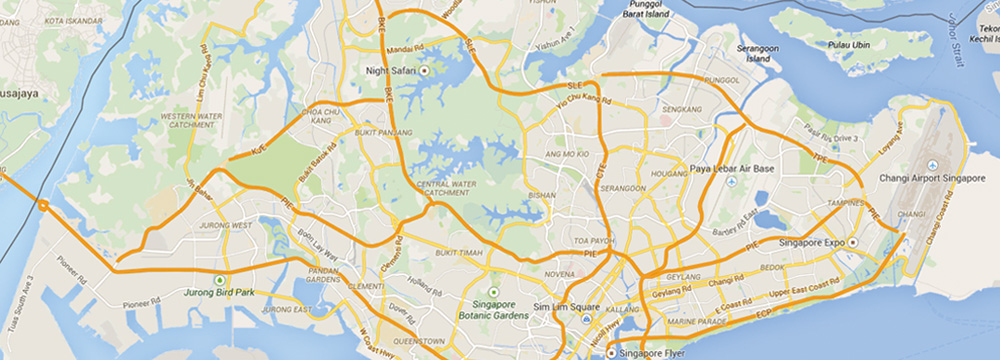 KOTA ISKANDAR
usajaya
Lim Chu Kang Rd
WESTERN WATER
CATCHMENT
BKE
Mandai Rd
Night Safari
SLE
Yishun Ave
BKE
CHOA CHU
KANG
KJE
BUKIT PANJANG
Bukit Batok Rd
Jln Bahar
PIE
JURONG WEST
Boon Lay Way
PANDAN
GARDENS
Clementi Rd
CLEMENTI
Pioneer Rd
Pioneer Rd
Tuas South Ave 3
Jurong Bird Park
JURONG EAST
W Coast Hwy
Dover Rd
QUEENSTOWN
Holland Rd
CENTRAL WATER
CATCHMENT
BUKIT TIMAH
Singapore
Botanic Gardens
NOVENA
Sim Lim Square
KALLANG
Nicoll Hwy
Singapore Flyer
SLE
Yio Chu Kang Rd
ANG MO KIO
BISHAN
CTE
SERANGOON
TOA PAYOH
PIE
HOUGANG
SENGKANG
PUNGGOL
Punggol
Barat Island
Serangoon
Island
Pulau Ubin
Johor Strait
Tekon
Kechil Is
Paya Lebar Air Base
Bartley Rd East
Pasir Ris Drive 3
TPE
Loyang Ave
TAMPINES
PIE
Changi Airport Singapore
CHANGI
Changi Coast Rd
Singapore Expo
PIE
BEDOK
GEYLANG
Changi Rd
Geylang Rd
Upper East Coast Rd
E Coast Rd
MARINE PARADE
ECP